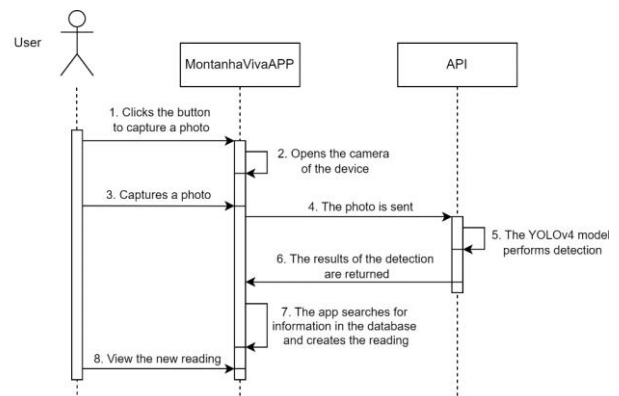 User
MontanhaVivaAPP
API
1. Clicks the button
to capture a photo
2. Opens the camera
of the device
3. Captures a photo
4. The photo is sent
5. The YOLOv4 model
performs detection
6. The results of the detection
are returned
7. The app searches for
information in the database
and creates the reading
8. View the new reading